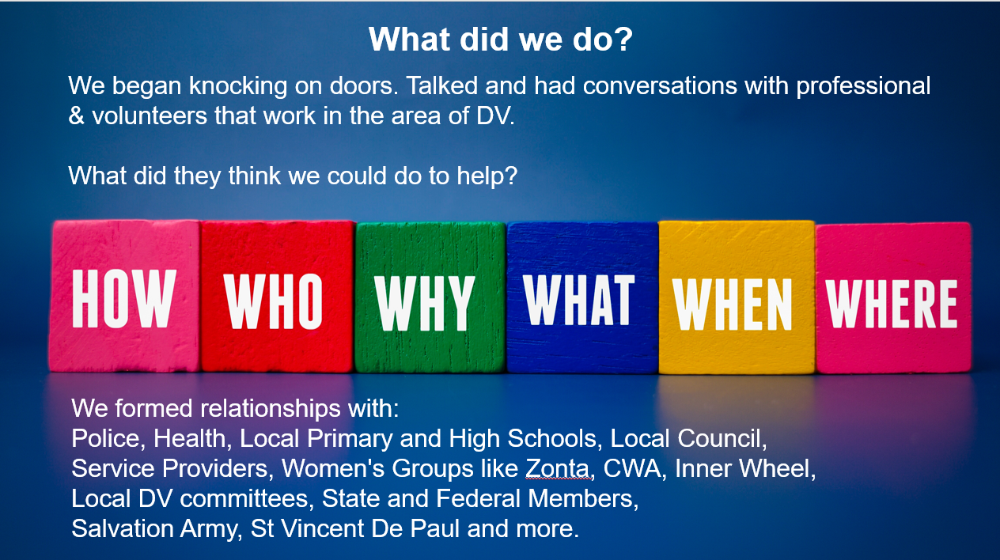 What did we do?
We began knocking on doors. Talked and had conversations with professional
& volunteers that work in the area of DV.
What did they think we could do to help?
HOW WHO WHY WHAT WHEN WHERE
We formed relationships with:
Police, Health, Local Primary and High Schools, Local Council,
Service Providers, Women's Groups like Zonta, CWA, Inner Wheel,
Local DV committees, State and Federal Members,
Salvation Army, St Vincent De Paul and more.